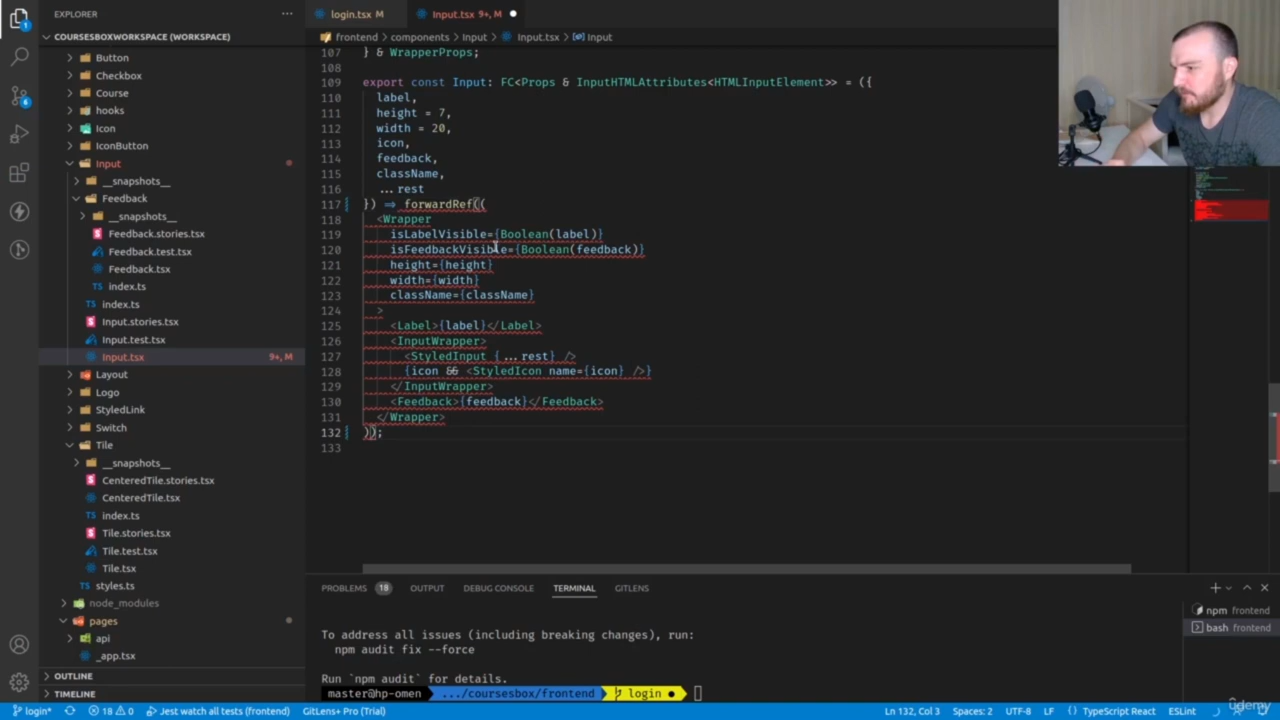 EXPLORER
COURSESBOXWORKSPACE (WORKSPACE)
Button
Checkbox
Course
hooks
Icon
IconButton
Input
__snapshots__
Feedback
__snapshots__
Feedback.stories.tsx
Feedback.test.tsx
Feedback.tsx
index.ts
index.ts
Input.stories.tsx
Input.test.tsx
Input.tsx 9+, M
Layout
Logo
StyledLink
Switch
Tile
__snapshots__
CenteredTile.stories.tsx
CenteredTile.tsx
index.ts
Tile.stories.tsx
Tile.test.tsx
Tile.tsx
styles.ts
node_modules
pages
api
_app.tsx
OUTLINE
TIMELINE
login.tsx M
Input.tsx 9+, M
frontend > components > Input > Input.tsx > Input
107 } & WrapperProps;
108
109 export const Input: FC<Props & InputHTMLAttributes<HTMLInputElement>> = ({
110 label,
111 height = 7,
112 width = 20,
113 icon,
114 feedback,
115 className,
116 ...rest
117 }) => forwardRef((
118 <Wrapper
119 isLabelVisible={Boolean(label)}
120 isFeedbackVisible={Boolean(feedback)}
121 height={height}
122 width={width}
123 className={className}
124 >
125 <Label>{label}</Label>
126 <InputWrapper>
127 <StyledInput {...rest} />
128 {icon && <StyledIcon name={icon} />}
129 </InputWrapper>
130 <Feedback>{feedback}</Feedback>
131 </Wrapper>
132 ));
133
PROBLEMS 18 OUTPUT DEBUG CONSOLE TERMINAL GITLENS
To address all issues (including breaking changes), run:
npm audit fix --force
Run `npm audit` for details.
master@hp-omen .../coursesbox/frontend login ●
npm frontend
bash frontend
login* 18 0 Jest watch all tests (frontend) GitLens+ Pro (Trial) Ln 132, Col 3 Spaces: 2 UTF-8 LF {} TypeScript React ESLint
udemy